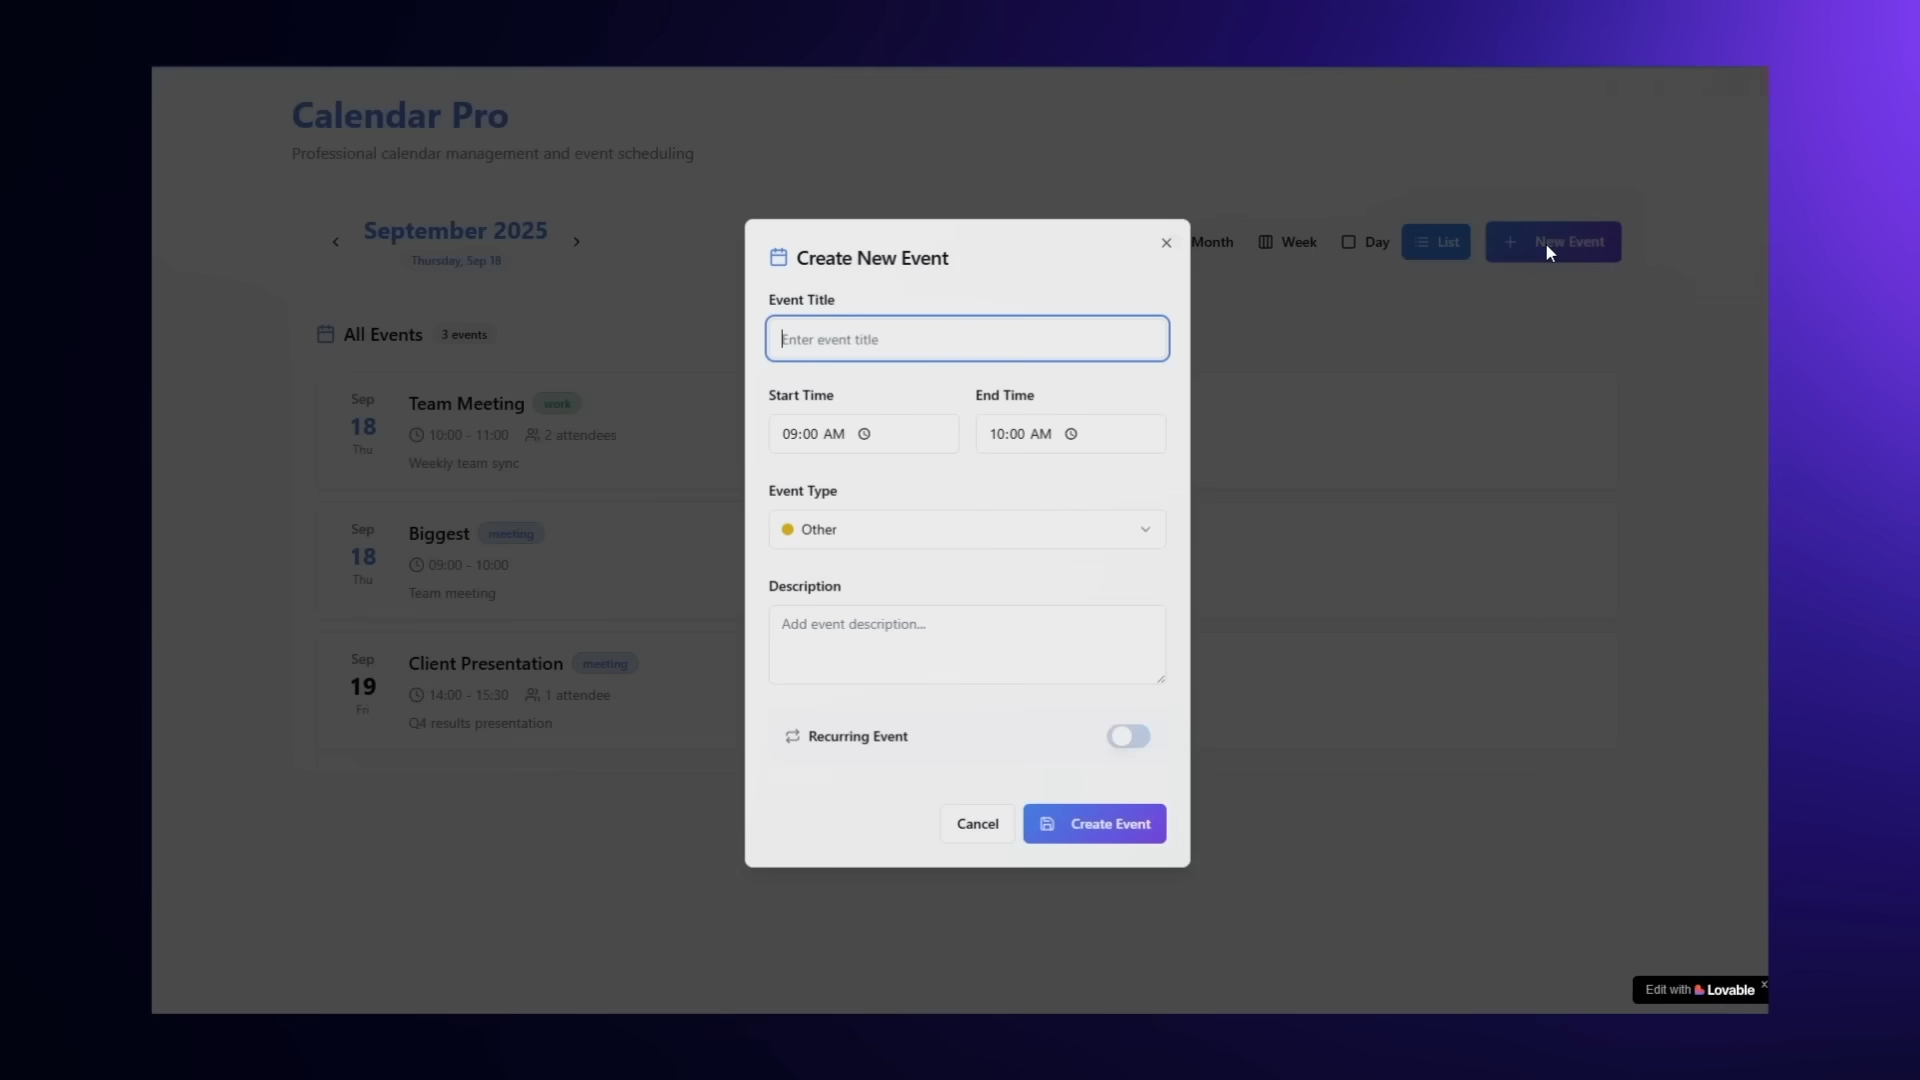 Calendar Pro
Professional calendar management and event scheduling
September 2025
Thursday, Sep 18
Month
Week
Day
List
New Event
All Events
3 events
Sep
18
Thu
Team Meeting
work
10:00 - 11:00
2 attendees
Weekly team sync
Sep
18
Thu
Biggest
meeting
09:00 - 10:00
Team meeting
Sep
19
Fri
Client Presentation
meeting
14:00 - 15:30
1 attendee
Q4 results presentation
Create New Event
Event Title
Enter event title
Start Time
End Time
09:00 AM
10:00 AM
Event Type
Other
Description
Add event description...
Recurring Event
Cancel
Create Event
Edit with Lovable